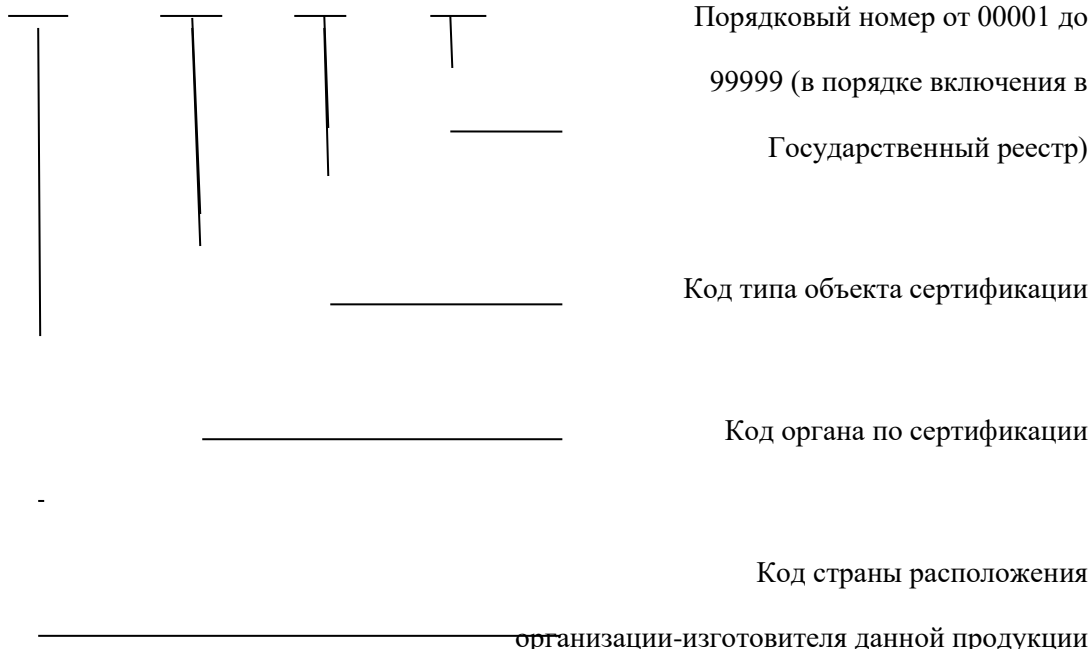 Порядковый номер от 00001 до
99999 (в порядке включения в
Государственный реестр)
Код типа объекта сертификации
Код органа по сертификации
Код страны расположения
организации-изготовителя данной продукции